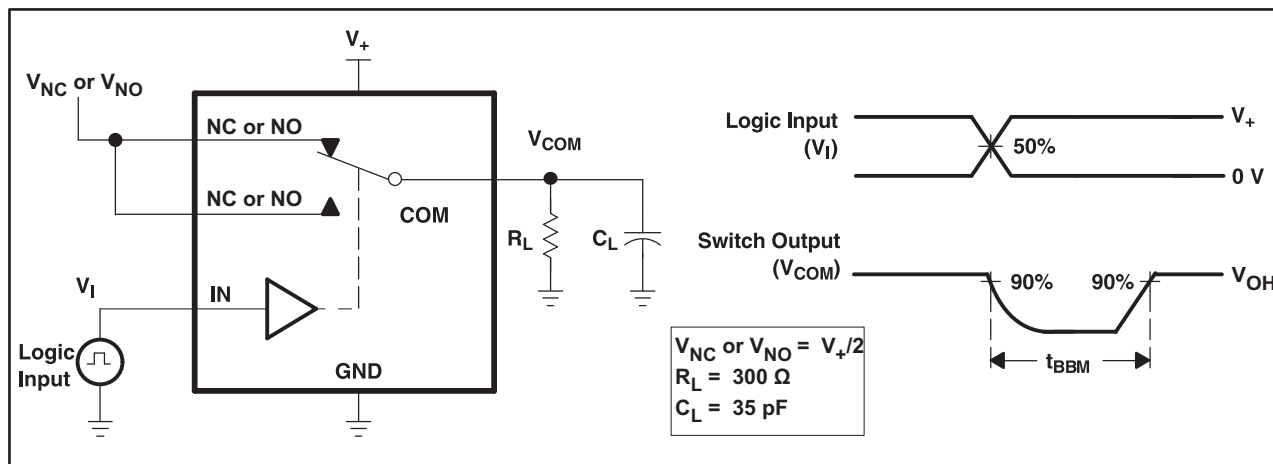 V+
VNC or VNO
NC or NO
VCOM
NC or NO
COM
RL
CL
VI
IN
Logic
Input
GND
VNC or VNO = V+/2
RL = 300 Ω
CL = 35 pF
Logic Input
(VI)
V+
50%
0 V
Switch Output
(VCOM)
90%
90%
VOH
tBBM